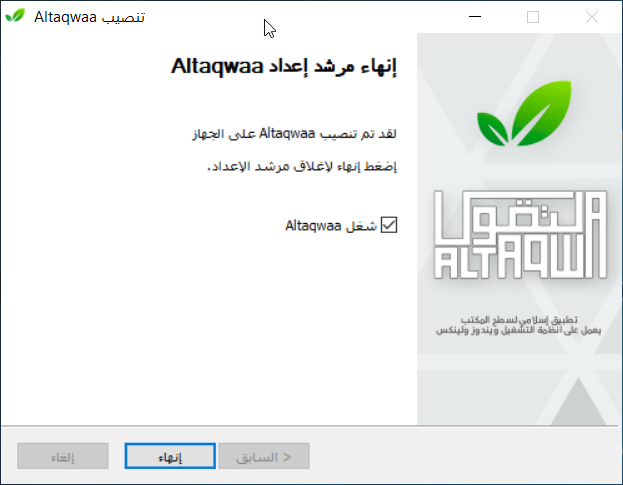 تنصيب Altaqwaa
إنهاء مرشد إعداد Altaqwaa
لقد تم تنصيب Altaqwaa على الجهاز
إضغط إنهاء لإغلاق مرشد الإعداد.
شغل Altaqwaa
التقوى
ALTAQWA
تطبيق إسلامي لسطح المكتب
يعمل على أنظمة التشغيل ويندوز ولينكس
< السابق
إنهاء
إلغاء